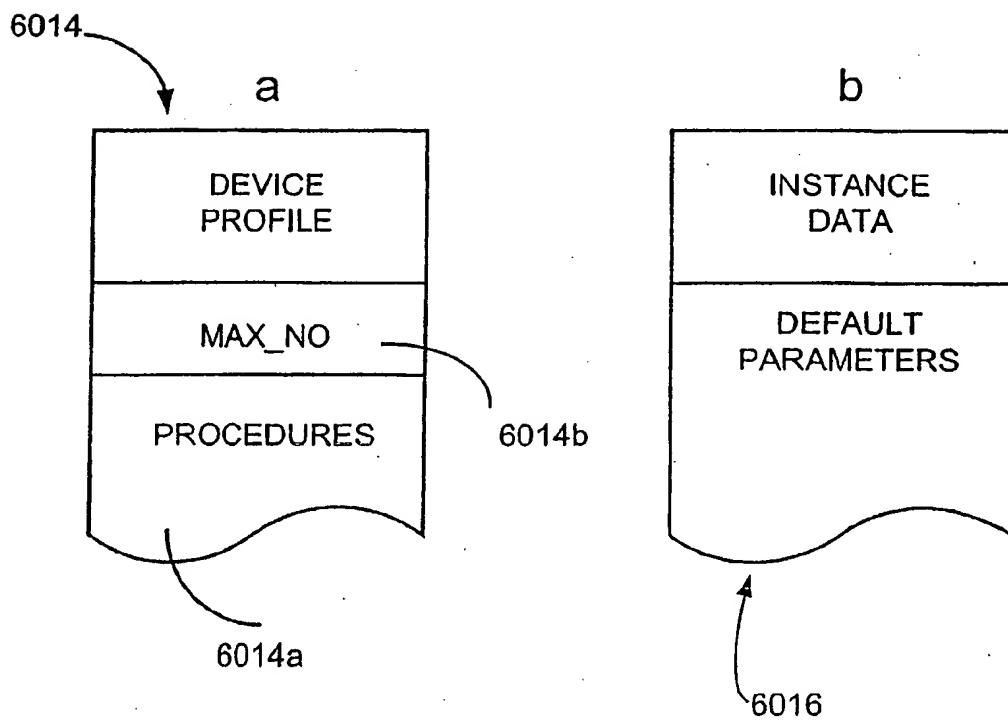 6014
a
b
DEVICE
PROFILE
INSTANCE
DATA
MAX_NO
DEFAULT
PARAMETERS
PROCEDURES
6014b
6014a
6016